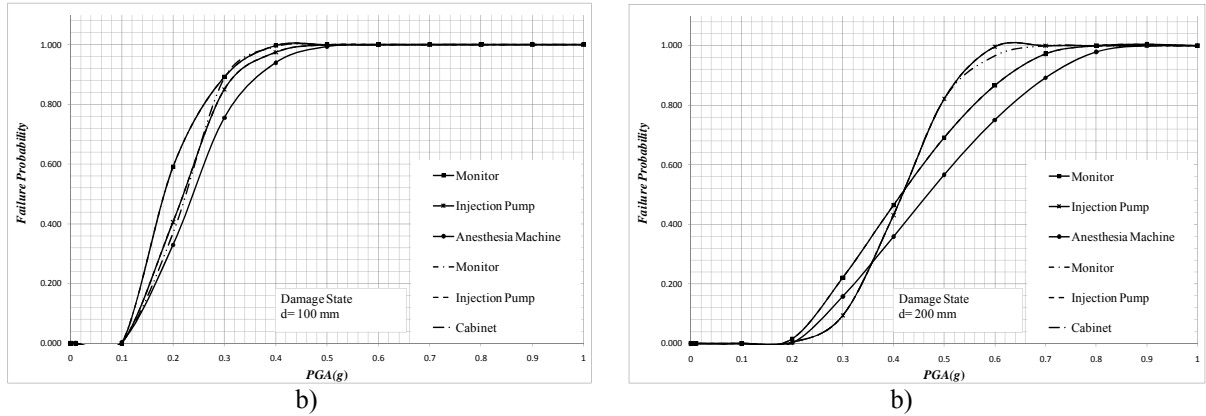 1.000
0.800
0.600
0.400
0.200
0.000
Failure Probability
0 0.1 0.2 0.3 0.4 0.5 0.6 0.7 0.8 0.9 1
PGA(g)
Monitor
Injection Pump
Anesthesia Machine
Monitor
Injection Pump
Cabinet
Damage State
d= 100 mm
b)
1.000
0.800
0.600
0.400
0.200
0.000
Failure Probability
0 0.1 0.2 0.3 0.4 0.5 0.6 0.7 0.8 0.9 1
PGA(g)
Monitor
Injection Pump
Anesthesia Machine
Monitor
Injection Pump
Cabinet
Damage State
d= 200 mm
b)